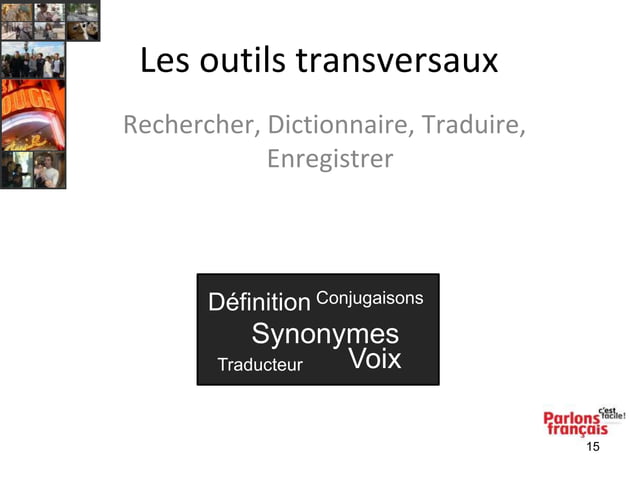 Les outils transversaux
Rechercher, Dictionnaire, Traduire,
Enregistrer
Définition Conjugaisons
Synonymes
Traducteur Voix
Parlons c'est facile!
français
15